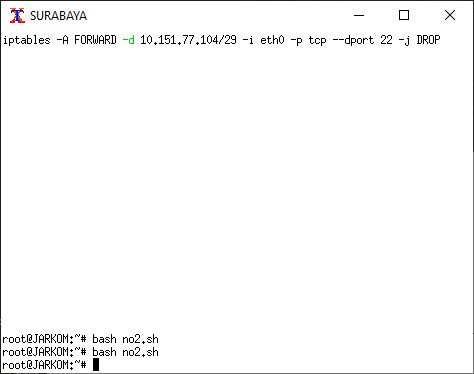 SURABAYA
iptables -A FORWARD -d 10.151.77.104/29 -i eth0 -p tcp --dport 22 -j DROP
root@JARKOM:~# bash no2.sh
root@JARKOM:~# bash no2.sh
root@JARKOM:~#